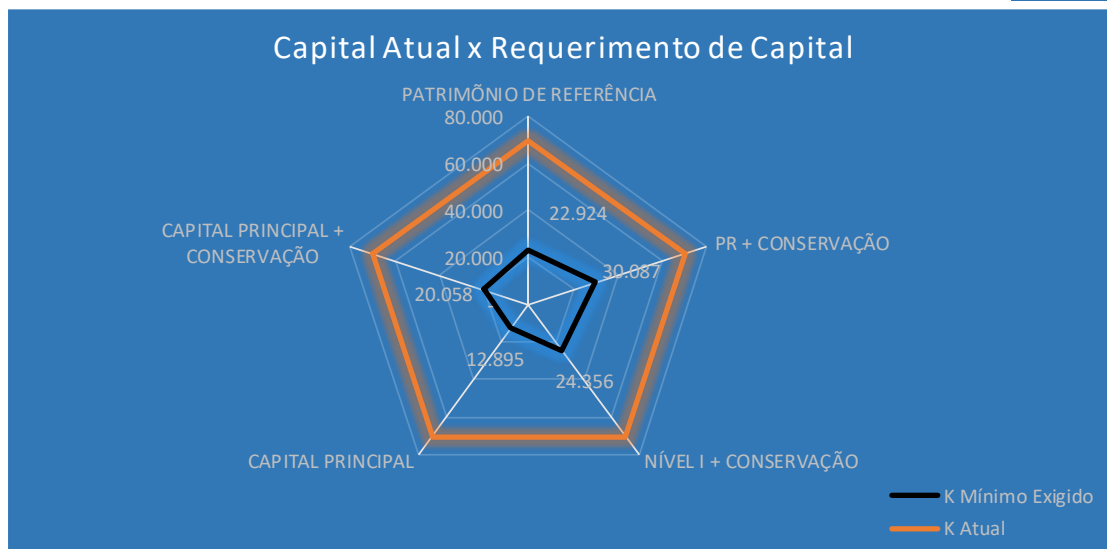 Capital Atual x Requerimento de Capital
PATRIMÕNIO DE REFERÊNCIA
80.000
60.000
40.000
22.924
CAPITAL PRINCIPAL +
CONSERVAÇÃO
PR + CONSERVAÇÃO
20.000
30.087
20.058
-
12.895
24.356
CAPITAL PRINCIPAL
NÍVEL I + CONSERVAÇÃO
K Mínimo Exigido
K Atual